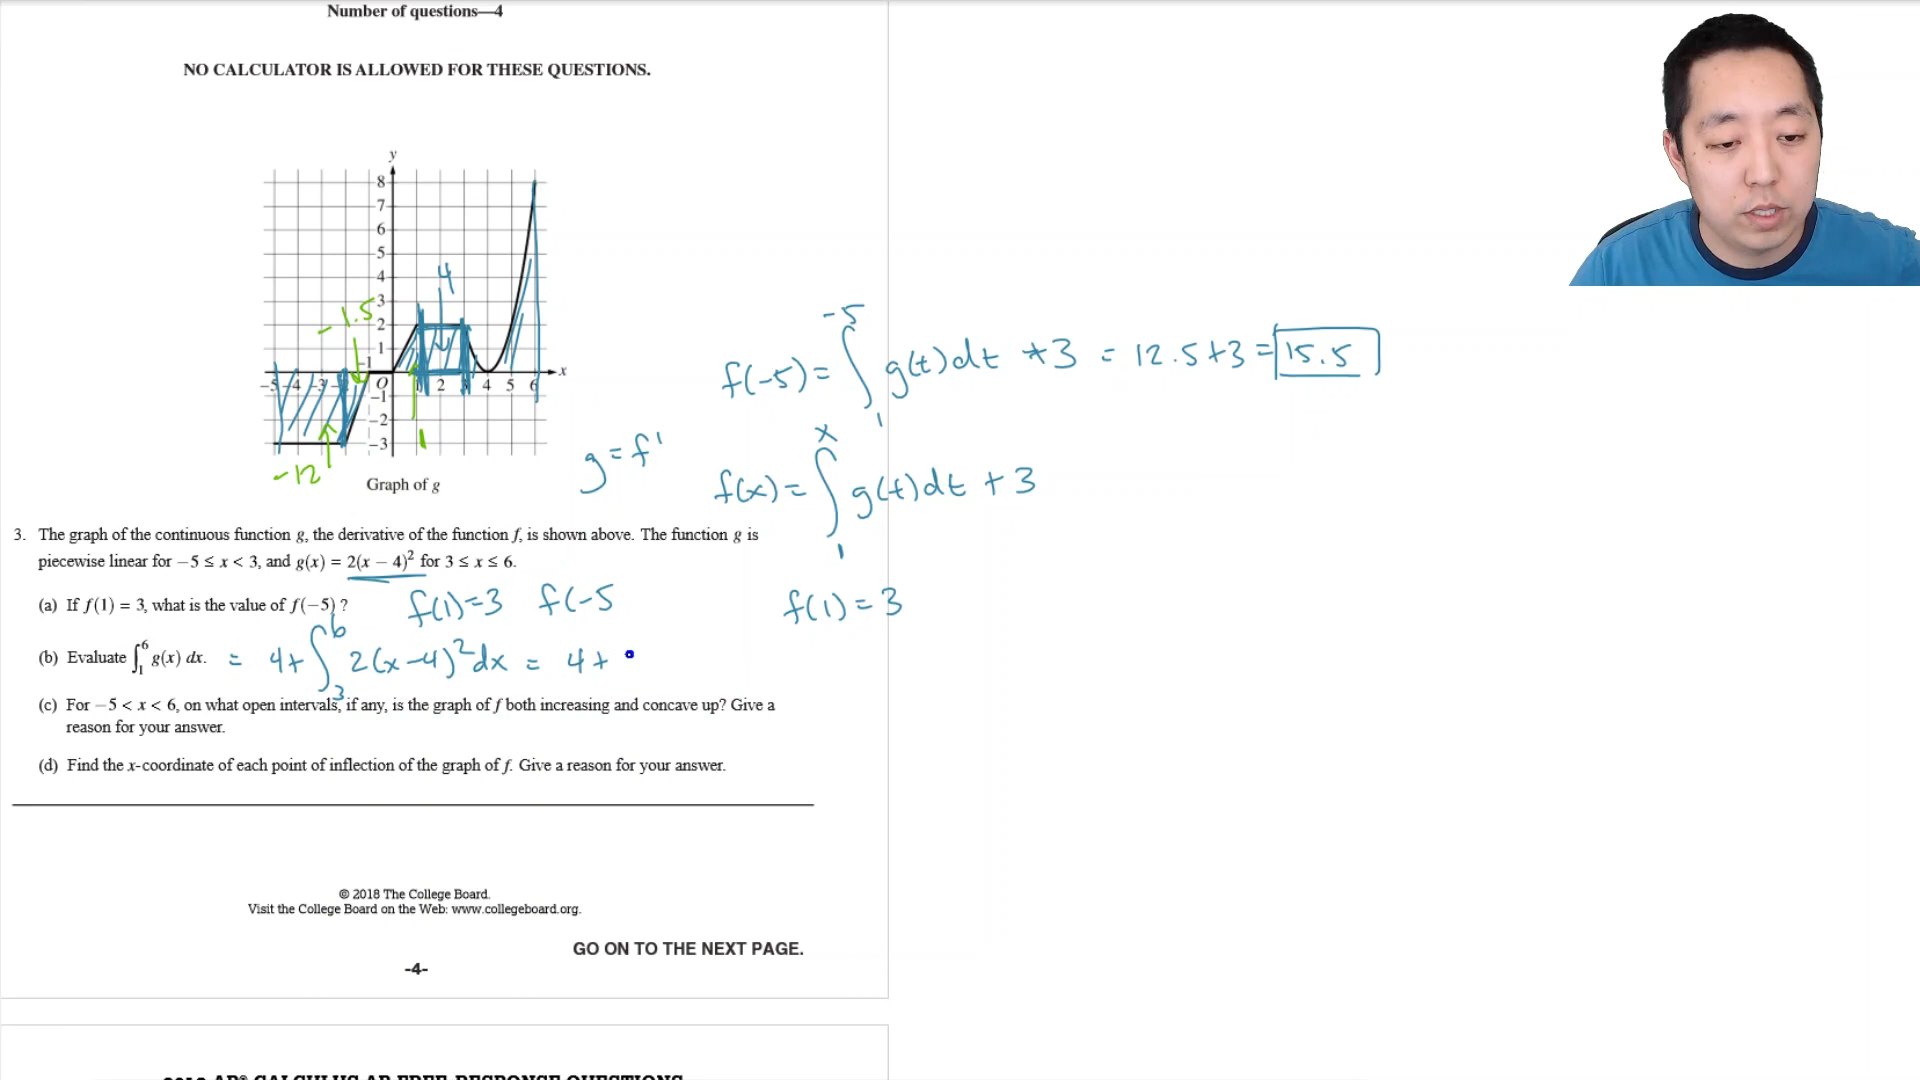 Number of questions—4
NO CALCULATOR IS ALLOWED FOR THESE QUESTIONS.
y
8
7
6
5
4
4
3
-1.5
2
1
-1
x
-5 -4 -3 O 2 4 5 6
-1
-2
-3
1
-12
Graph of g
g=f'
f(-5)= ∫₁⁻⁵ g(t)dt +3 = 12.5+3 = 15.5
f(x)= ∫₁ˣ g(t)dt + 3
3. The graph of the continuous function g, the derivative of the function f, is shown above. The function g is
piecewise linear for −5 ≤ x < 3, and g(x) = 2(x − 4)² for 3 ≤ x ≤ 6.
(a) If f(1) = 3, what is the value of f(−5) ? f(1)=3 f(-5 f(1)=3
(b) Evaluate ∫₁⁶ g(x) dx. = 4+ ∫₃⁶ 2(x-4)²dx = 4+
(c) For −5 < x < 6, on what open intervals, if any, is the graph of f both increasing and concave up? Give a
reason for your answer.
(d) Find the x-coordinate of each point of inflection of the graph of f. Give a reason for your answer.
© 2018 The College Board.
Visit the College Board on the Web: www.collegeboard.org.
GO ON TO THE NEXT PAGE.
-4-
AP® CALCULUS AB FREE-RESPONSE QUESTIONS